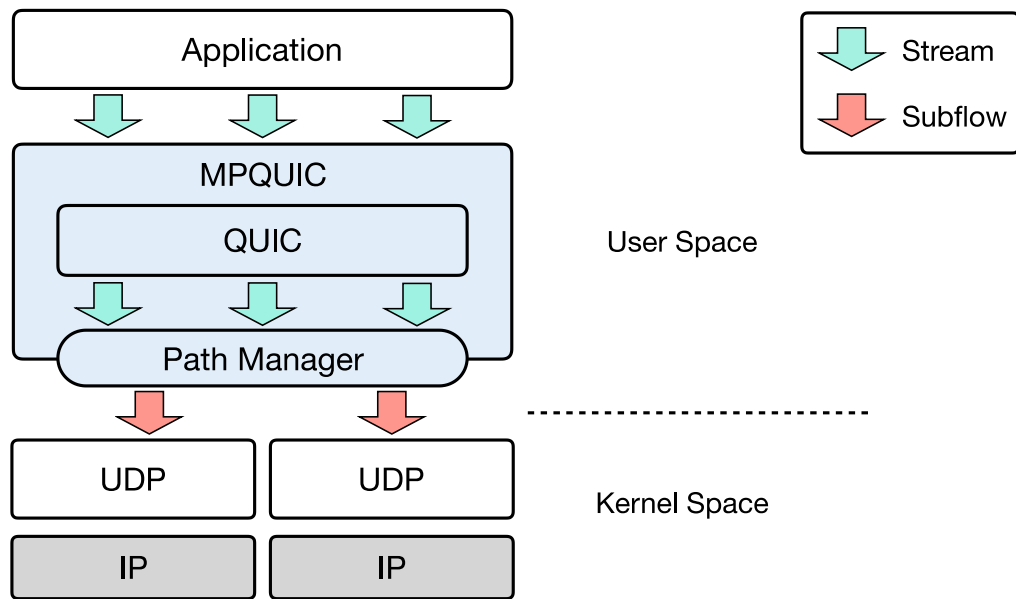 Application
Stream
Subflow
MPQUIC
QUIC
User Space
Path Manager
UDP
UDP
Kernel Space
IP
IP